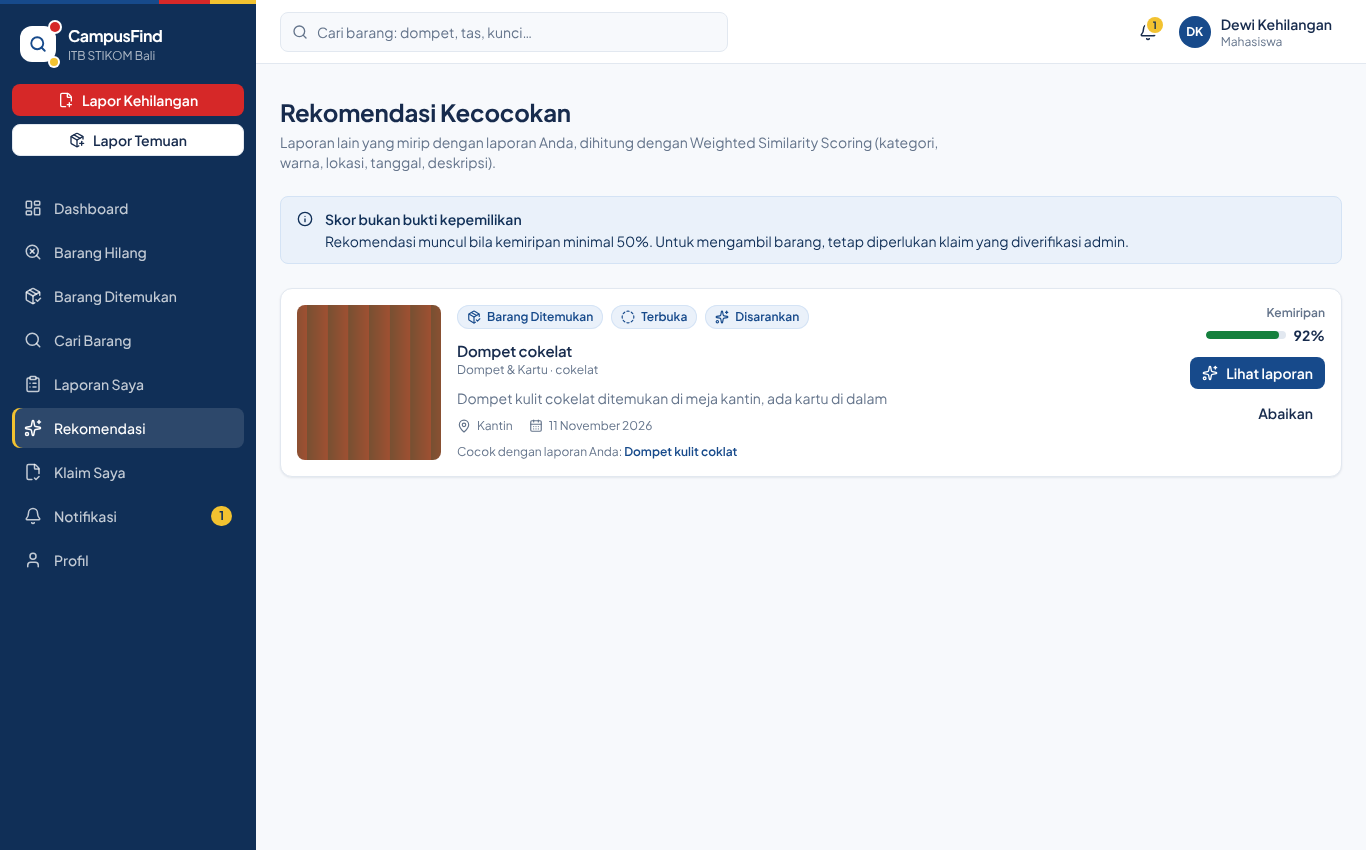 CampusFind
ITB STIKOM Bali
Lapor Kehilangan
Lapor Temuan
Dashboard
Barang Hilang
Barang Ditemukan
Cari Barang
Laporan Saya
Rekomendasi
Klaim Saya
Notifikasi
1
Profil
Cari barang: dompet, tas, kunci...
1
DK
Dewi Kehilangan
Mahasiswa
Rekomendasi Kecocokan
Laporan lain yang mirip dengan laporan Anda, dihitung dengan Weighted Similarity Scoring (kategori,
warna, lokasi, tanggal, deskripsi).
Skor bukan bukti kepemilikan
Rekomendasi muncul bila kemiripan minimal 50%. Untuk mengambil barang, tetap diperlukan klaim yang diverifikasi admin.
Barang Ditemukan
Terbuka
Disarankan
Dompet cokelat
Dompet & Kartu · cokelat
Dompet kulit cokelat ditemukan di meja kantin, ada kartu di dalam
Kantin
11 November 2026
Cocok dengan laporan Anda: Dompet kulit coklat
Kemiripan
92%
Lihat laporan
Abaikan